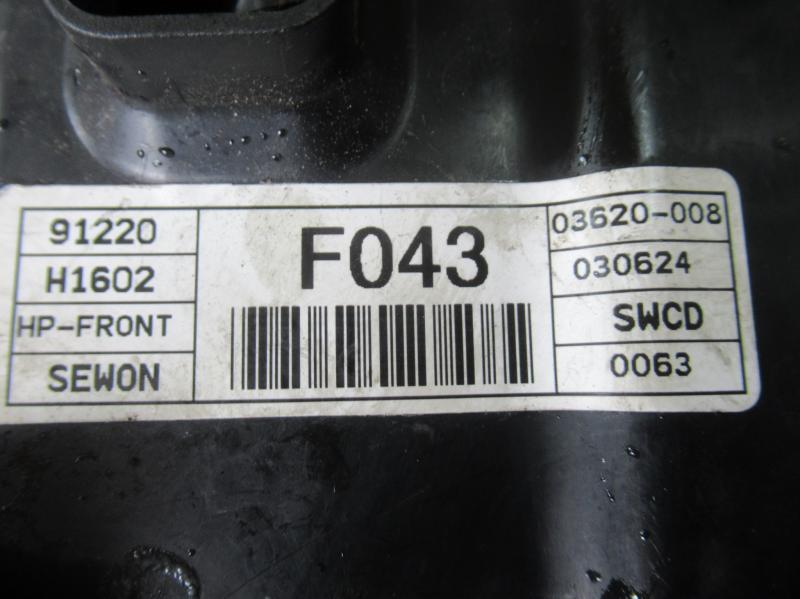 91220
H1602
HP-FRONT
SEWON
F043
03620-008
030624
SWCD
0063